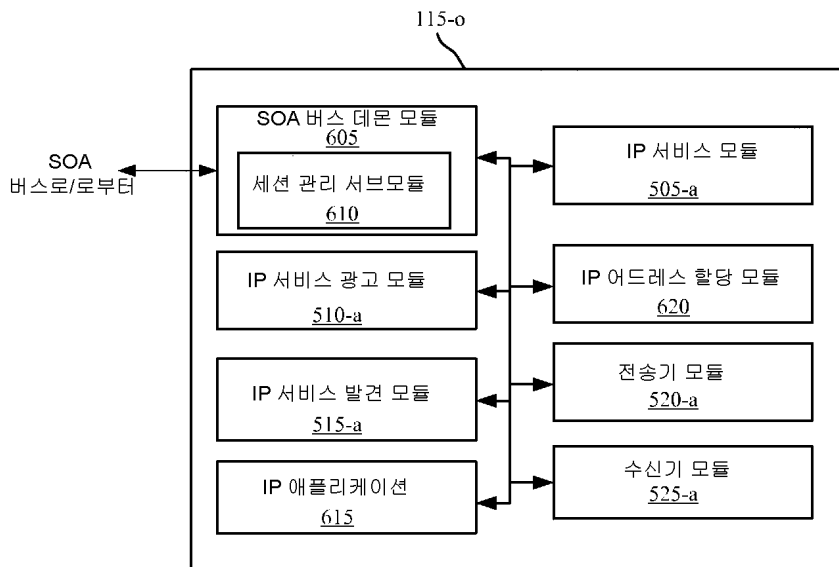 115-o
SOA
버스로/로부터
SOA 버스 데몬 모듈
605
세션 관리 서브모듈
610
IP 서비스 광고 모듈
510-a
IP 서비스 발견 모듈
515-a
IP 애플리케이션
615
IP 서비스 모듈
505-a
IP 어드레스 할당 모듈
620
전송기 모듈
520-a
수신기 모듈
525-a